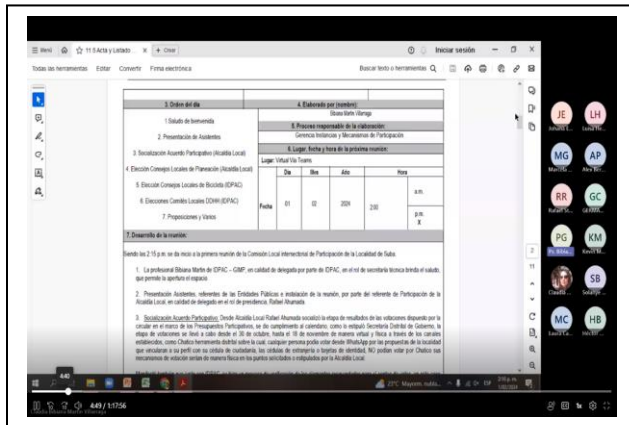 Menú
11.5 Acta y Listado ...
+ Crear
Iniciar sesión
Todas las herramientas Editar Convertir Firma electrónica
Buscar texto o herramientas
3. Orden del día
1.Saludo de bienvenida
2. Presentación de Asistentes
3. Socialización Acuerdo Participativo (Alcaldía Local)
4. Elección Consejos Locales de Planeación (Alcaldía Local)
5. Elección Consejos Locales de Bicicleta (IDPAC)
6. Elecciones Comités Locales DDHH (IDPAC)
7. Proposiciones y Varios
4. Elaborado por (nombre):
Bibiana Martin Villarraga
5. Proceso responsable de la elaboración:
Gerencia Instancias y Mecanismos de Participación
6. Lugar, fecha y hora de la próxima reunión:
Lugar: Virtual Vía Teams
Fecha
Día Mes Año Hora
01 02 2024 2:00
a.m.
p.m.
X
7. Desarrollo de la reunión:
Siendo las 2:15 p.m. se da inicio a la primera reunión de la Comisión Local intersectorial de Participación de la Localidad de Suba.
1. La profesional Bibiana Martin de IDPAC – GIMP, en calidad de delegada por parte de IDPAC, en el rol de secretaría técnica brinda el saludo,
que permite la apertura el espacio.
2. Presentación Asistentes, referentes de las Entidades Públicas e instalación de la reunión, por parte del referente de Participación de la
Alcaldía Local, en calidad de delegado en el rol de presidencia, Rafael Ahumada.
3. Socialización Acuerdo Participativo: Desde Alcaldía Local Rafael Ahumada socializó la etapa de resultados de las votaciones dispuesto por la
circular en el marco de los Presupuestos Participativos, se dio cumplimiento al calendario, como lo estipuló Secretaría Distrital de Gobierno, la
etapa de votaciones se llevó a cabo desde el 30 de octubre, hasta el 18 de noviembre de manera virtual y física a través de los canales
establecidos, como Chatico herramienta distrital sobre la cual, cualquier persona podía votar desde WhatsApp por las propuestas de la localidad
que vincularan a su perfil con su cédula de ciudadanía, las cédulas de extranjería o tarjetas de identidad, NO podían votar por Chatico sus
mecanismos de votación serían de manera física en los puntos solicitados o estipulados por la Alcaldía Local.
2
11
JE LH
MG AP
RR GC
PG KM
SB
MC HB
4:40
4:49 / 1:17:56
Claudia Bibiana Martin Villarraga
21°C
ESP